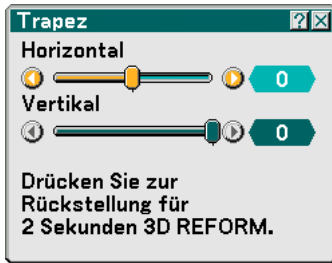 Trapez
Horizontal
0
Vertikal
0
Drücken Sie zur
Rückstellung für
2 Sekunden 3D REFORM.